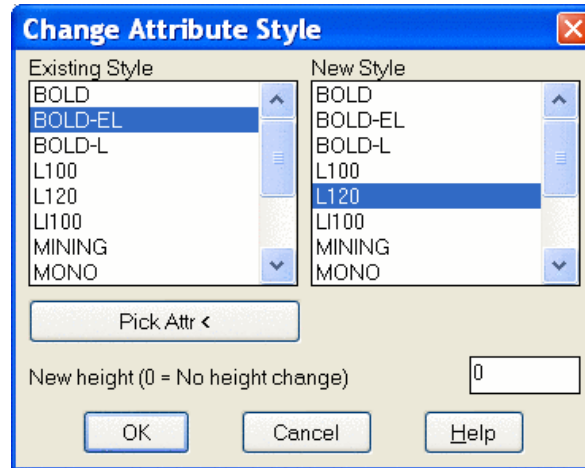 Change Attribute Style
Existing Style
BOLD
BOLD-EL
BOLD-L
L100
L120
LI100
MINING
MONO
New Style
BOLD
BOLD-EL
BOLD-L
L100
L120
LI100
MINING
MONO
Pick Attr <
New height (0 = No height change)
0
OK
Cancel
Help